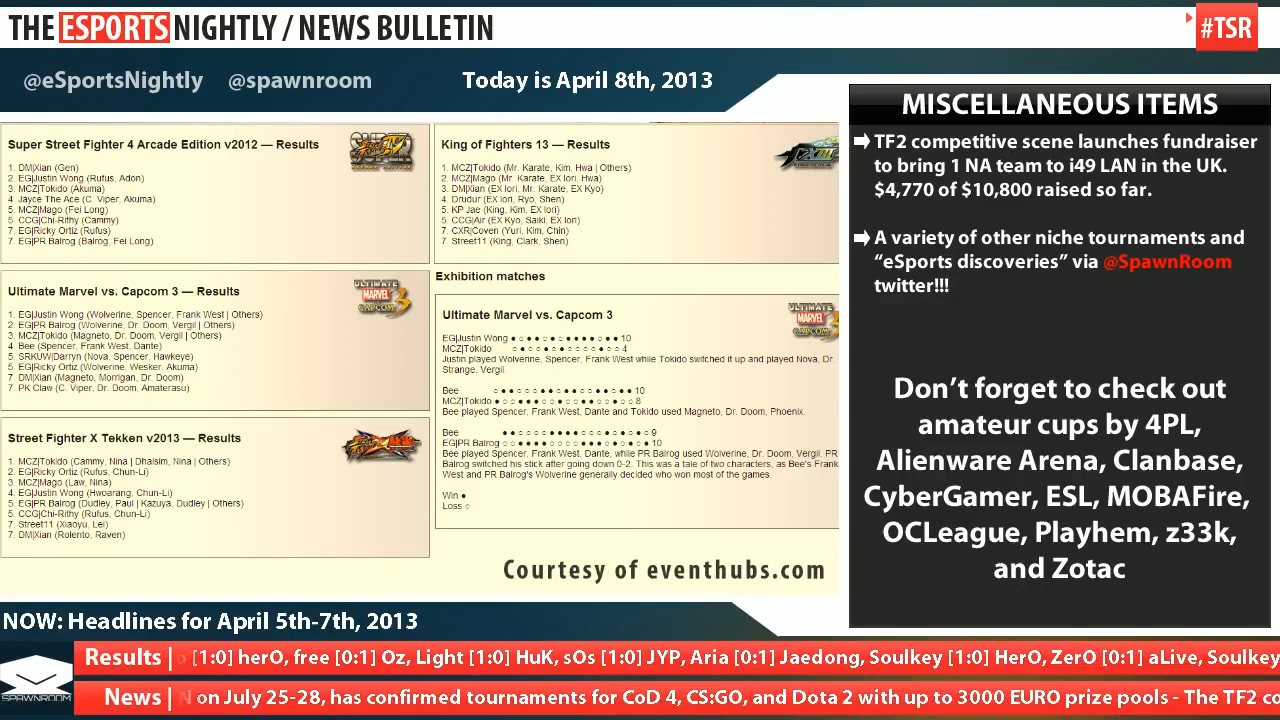 THE ESPORTS NIGHTLY / NEWS BULLETIN
#TSR
@eSportsNightly @spawnroom Today is April 8th, 2013
Super Street Fighter 4 Arcade Edition v2012 — Results
1. DM|Xian (Gen)
2. EG|Justin Wong (Rufus, Adon)
3. MCZ|Tokido (Akuma)
4. Jayce The Ace (C. Viper, Akuma)
5. MCZ|Mago (Fei Long)
5. CCG|Chi-Rithy (Cammy)
7. EG|Ricky Ortiz (Rufus)
7. EG|PR Balrog (Balrog, Fei Long)
Ultimate Marvel vs. Capcom 3 — Results
ULTIMATE MARVEL VS. CAPCOM 3
1. EG|Justin Wong (Wolverine, Spencer, Frank West | Others)
2. EG|PR Balrog (Wolverine, Dr. Doom, Vergil | Others)
3. MCZ|Tokido (Magneto, Dr. Doom, Vergil | Others)
4. Bee (Spencer, Frank West, Dante)
5. SRKUW|Darryn (Nova, Spencer, Hawkeye)
5. EG|Ricky Ortiz (Wolverine, Wesker, Akuma)
7. DM|Xian (Magneto, Morrigan, Dr. Doom)
7. PK Claw (C. Viper, Dr. Doom, Amaterasu)
Street Fighter X Tekken v2013 — Results
1. MCZ|Tokido (Cammy, Nina | Dhalsim, Nina | Others)
2. EG|Ricky Ortiz (Rufus, Chun-Li)
3. MCZ|Mago (Law, Nina)
4. EG|Justin Wong (Hwoarang, Chun-Li)
5. EG|PR Balrog (Dudley, Paul | Kazuya, Dudley | Others)
5. CCG|Chi-Rithy (Rufus, Chun-Li)
7. Street11 (Xiaoyu, Lei)
7. DM|Xian (Rolento, Raven)
King of Fighters 13 — Results
1. MCZ|Tokido (Mr. Karate, Kim, Hwa | Others)
2. MCZ|Mago (Mr. Karate, EX Iori, Hwa)
3. DM|Xian (EX Iori, Mr. Karate, EX Kyo)
4. Drudur (EX Iori, Ryo, Shen)
5. KP Jae (King, Kim, EX Iori)
5. CCG|Air (EX Kyo, Saiki, EX Iori)
7. CXR|Coven (Yuri, Kim, Chin)
7. Street11 (King, Clark, Shen)
Exhibition matches
Ultimate Marvel vs. Capcom 3
ULTIMATE MARVEL VS. CAPCOM 3
EG|Justin Wong 10
MCZ|Tokido 4
Justin played Wolverine, Spencer, Frank West while Tokido switched it up and played Nova, Dr.
Strange, Vergil.
Bee 10
MCZ|Tokido 8
Bee played Spencer, Frank West, Dante and Tokido used Magneto, Dr. Doom, Phoenix.
Bee 9
EG|PR Balrog 10
Bee played Spencer, Frank West, Dante, while PR Balrog used Wolverine, Dr. Doom, Vergil. PR
Balrog switched his stick after going down 0-2. This was a tale of two characters, as Bee's Frank
West and PR Balrog's Wolverine generally decided who won most of the games.
Win ●
Loss ○
Courtesy of eventhubs.com
MISCELLANEOUS ITEMS
TF2 competitive scene launches fundraiser
to bring 1 NA team to i49 LAN in the UK.
$4,770 of $10,800 raised so far.
A variety of other niche tournaments and
“eSports discoveries” via @SpawnRoom
twitter!!!
Don’t forget to check out
amateur cups by 4PL,
Alienware Arena, Clanbase,
CyberGamer, ESL, MOBAFire,
OCLeague, Playhem, z33k,
and Zotac
NOW: Headlines for April 5th-7th, 2013
SPAWNROOM
Results | [1:0] herO, free [0:1] Oz, Light [1:0] HuK, sOs [1:0] JYP, Aria [0:1] Jaedong, Soulkey [1:0] HerO, ZerO [0:1] aLive, Soulkey
News | N on July 25-28, has confirmed tournaments for CoD 4, CS:GO, and Dota 2 with up to 3000 EURO prize pools - The TF2 co